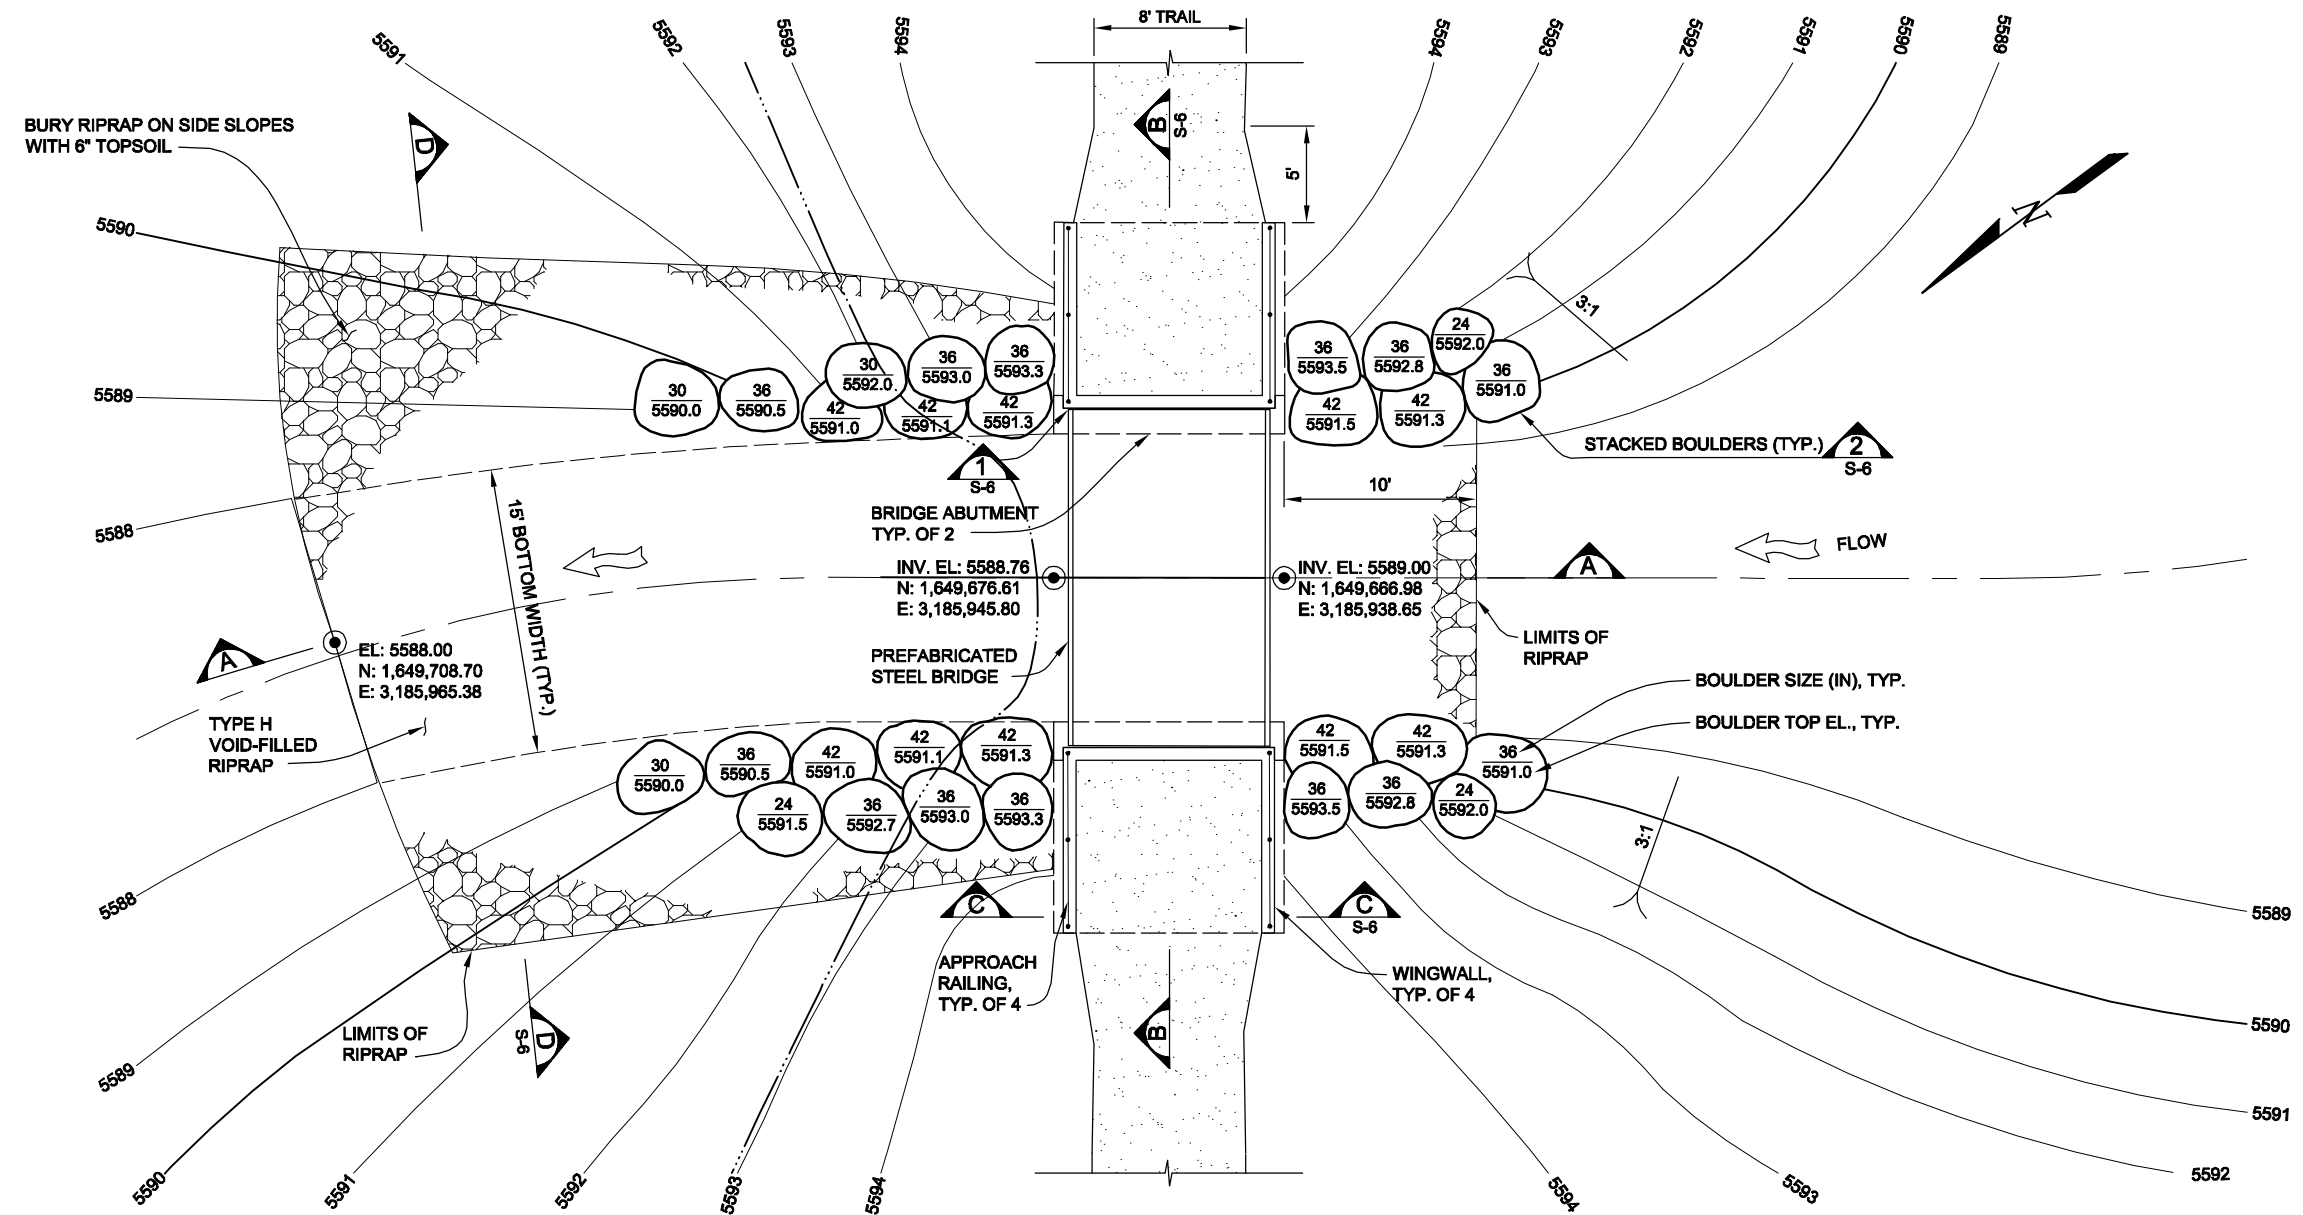 8' TRAIL
5591
5592
5593
5594
5594
5593
5592
5591
5590
5589
BURY RIPRAP ON SIDE SLOPES
WITH 6" TOPSOIL
D
B
S-6
5'
N
5590
3:1
30
5590.0
36
5590.5
42
5591.0
30
5592.0
42
5591.1
36
5593.0
42
5591.3
36
5593.3
36
5593.5
42
5591.5
36
5592.8
42
5591.3
24
5592.0
36
5591.0
5589
STACKED BOULDERS (TYP.)
2
S-6
1
S-6
10'
5588
15' BOTTOM WIDTH (TYP.)
BRIDGE ABUTMENT
TYP. OF 2
FLOW
A
INV. EL: 5588.76
N: 1,649,676.61
E: 3,185,945.80
INV. EL: 5589.00
N: 1,649,666.98
E: 3,185,938.65
LIMITS OF
RIPRAP
A
EL: 5588.00
N: 1,649,708.70
E: 3,185,965.38
PREFABRICATED
STEEL BRIDGE
BOULDER SIZE (IN), TYP.
BOULDER TOP EL., TYP.
TYPE H
VOID-FILLED
RIPRAP
30
5590.0
36
5590.5
42
5591.0
42
5591.1
42
5591.3
24
5591.5
36
5592.7
36
5593.0
36
5593.3
42
5591.5
42
5591.3
36
5591.0
36
5593.5
36
5592.8
24
5592.0
3:1
5588
C
C
S-6
5589
APPROACH
RAILING,
TYP. OF 4
WINGWALL,
TYP. OF 4
LIMITS OF
RIPRAP
D
S-6
B
5590
5589
5591
5590
5591
5592
5593
5594
5594
5593
5592